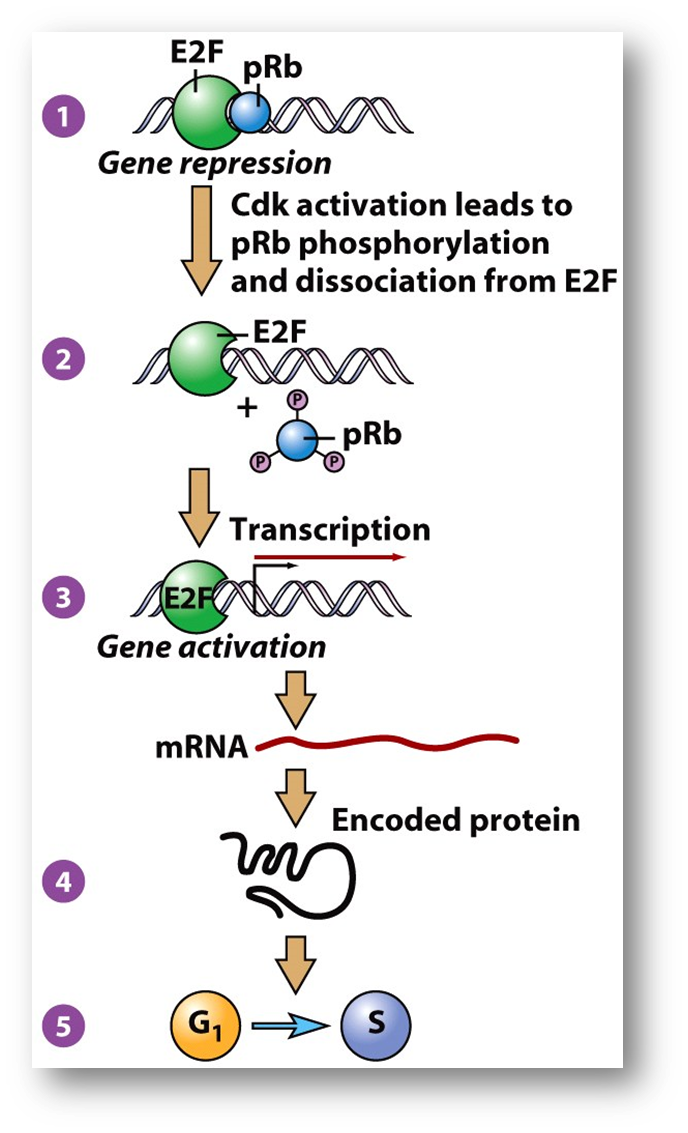 E2F
pRb
1
Gene repression
Cdk activation leads to
pRb phosphorylation
and dissociation from E2F
2
E2F
+
P
pRb
P
P
Transcription
3
E2F
Gene activation
mRNA
Encoded protein
4
5
G1
S